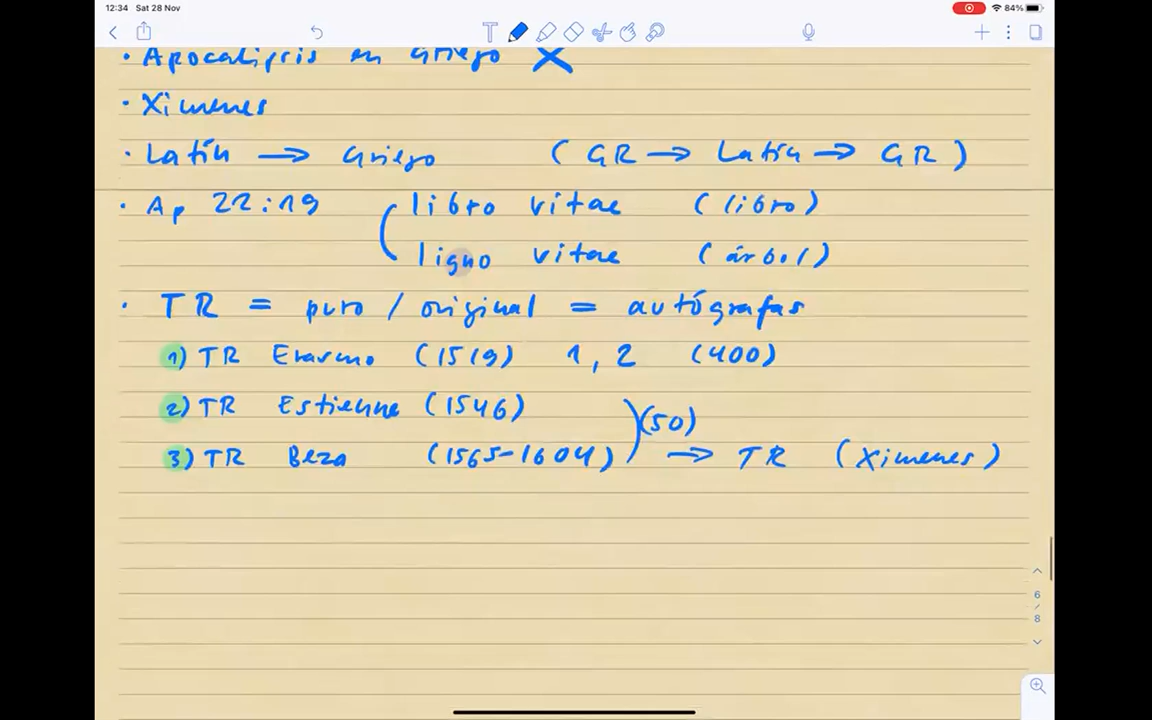 12:34 Sat 28 Nov 84%
T
• Apocalipsis en Griego X
• Ximenes
• Latín → Griego (GR → Latín → GR)
• Ap 22:19 ( libro vitae (libro)
ligno vitae (árbol)
• TR = puro / original = autógrafas
1) TR Erasmo (1519) 1, 2 (400)
2) TR Estienne (1546)
)(50)
3) TR Beza (1565-1604) → TR (Ximenes)
6
/
8